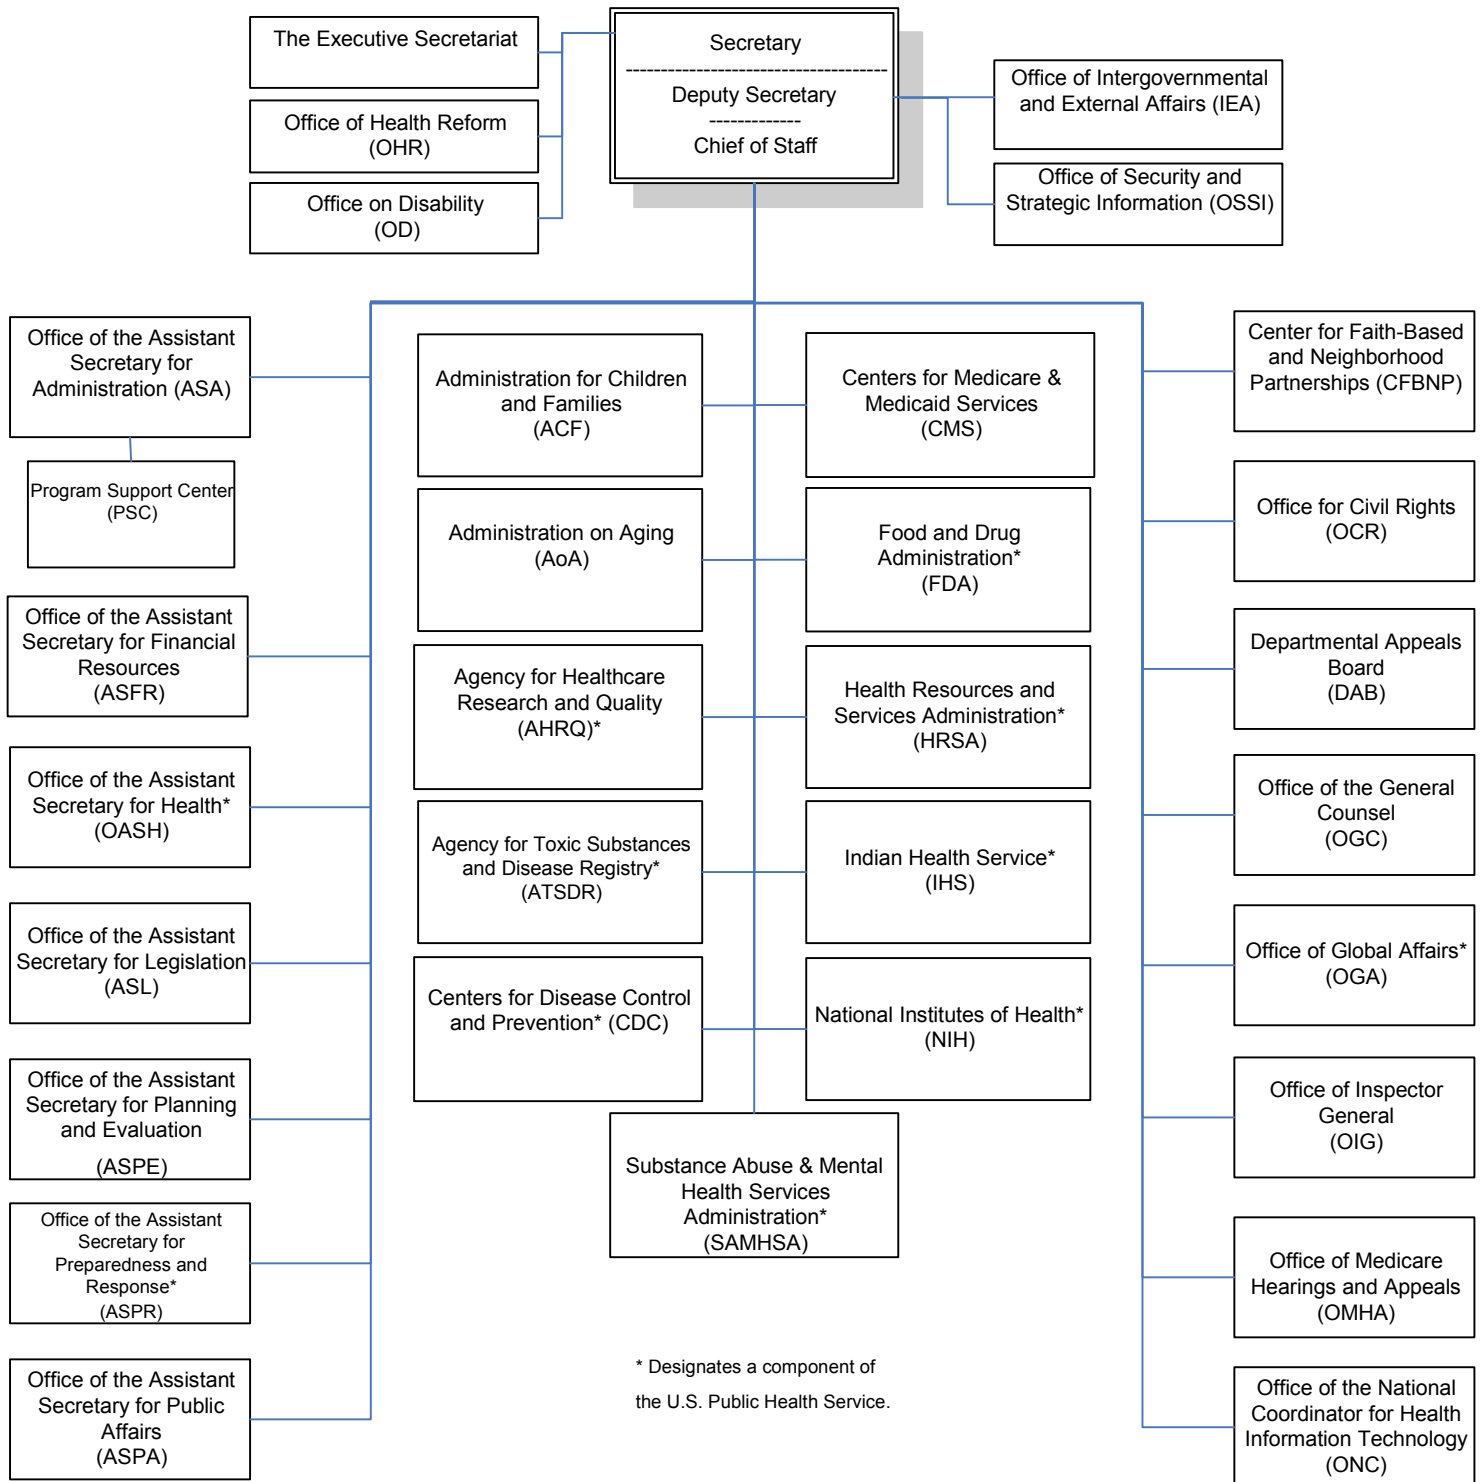 The Executive Secretariat
Office of Health Reform
(OHR)
Office on Disability
(OD)
Secretary
-------------------------------------
Deputy Secretary
-------------
Chief of Staff
Office of Intergovernmental
and External Affairs (IEA)
Office of Security and
Strategic Information (OSSI)
Office of the Assistant
Secretary for
Administration (ASA)
Program Support Center
(PSC)
Office of the Assistant
Secretary for Financial
Resources
(ASFR)
Office of the Assistant
Secretary for Health*
(OASH)
Office of the Assistant
Secretary for Legislation
(ASL)
Office of the Assistant
Secretary for Planning
and Evaluation
(ASPE)
Office of the Assistant
Secretary for
Preparedness and
Response*
(ASPR)
Office of the Assistant
Secretary for Public
Affairs
(ASPA)
Administration for Children
and Families
(ACF)
Administration on Aging
(AoA)
Agency for Healthcare
Research and Quality
(AHRQ)*
Agency for Toxic Substances
and Disease Registry*
(ATSDR)
Centers for Disease Control
and Prevention* (CDC)
Centers for Medicare &
Medicaid Services
(CMS)
Food and Drug
Administration*
(FDA)
Health Resources and
Services Administration*
(HRSA)
Indian Health Service*
(IHS)
National Institutes of Health*
(NIH)
Substance Abuse & Mental
Health Services
Administration*
(SAMHSA)
* Designates a component of
the U.S. Public Health Service.
Center for Faith-Based
and Neighborhood
Partnerships (CFBNP)
Office for Civil Rights
(OCR)
Departmental Appeals
Board
(DAB)
Office of the General
Counsel
(OGC)
Office of Global Affairs*
(OGA)
Office of Inspector
General
(OIG)
Office of Medicare
Hearings and Appeals
(OMHA)
Office of the National
Coordinator for Health
Information Technology
(ONC)